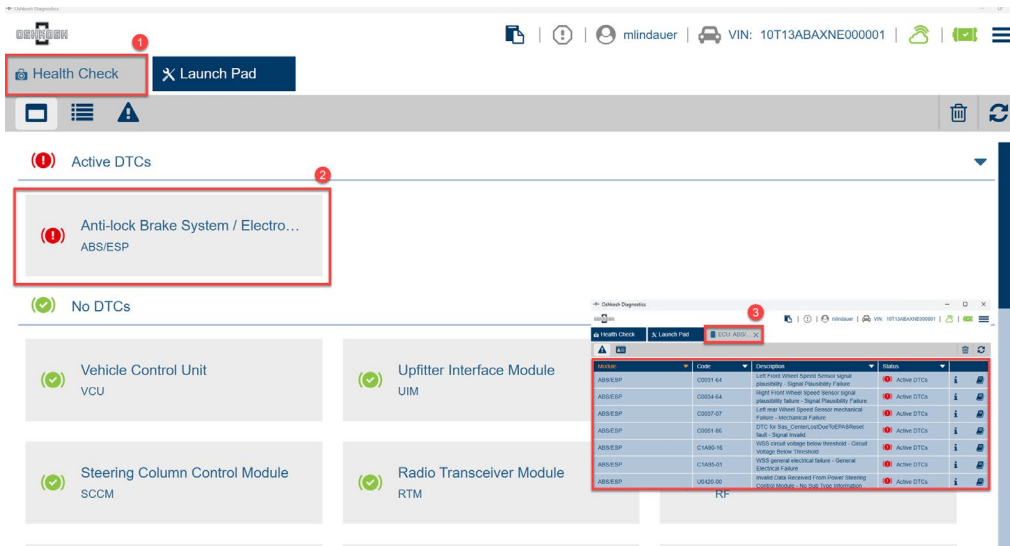 Oshkosh Diagnostics
OSHKOSH
mlindauer
VIN: 10T13ABAXNE000001
1
Health Check
Launch Pad
Active DTCs
2
Anti-lock Brake System / Electro…
ABS/ESP
No DTCs
Vehicle Control Unit
VCU
Upfitter Interface Module
UIM
Steering Column Control Module
SCCM
Radio Transceiver Module
RTM
RF
Oshkosh Diagnostics
3
mlindauer
VIN: 10T13ABAXNE000001
Health Check
Launch Pad
ECU: ABS/... X
Module Code Description Status
ABS/ESP C0031-64 Left Front Wheel Speed Sensor signal plausibility - Signal Plausibility Failure Active DTCs
ABS/ESP C0034-64 Right Front Wheel Speed Sensor signal plausibility failure - Signal Plausibility Failure Active DTCs
ABS/ESP C0037-07 Left rear Wheel Speed Sensor mechanical Failure - Mechanical Failure Active DTCs
ABS/ESP C0051-86 DTC for Sas_CenterLostDueToEPASReset fault - Signal Invalid Active DTCs
ABS/ESP C1A90-16 WSS circuit voltage below threshold - Circuit Voltage Below Threshold Active DTCs
ABS/ESP C1A95-01 WSS general electrical failure - General Electrical Failure Active DTCs
ABS/ESP U0420-00 Invalid Data Received From Power Steering Control Module - No Sub Type Information Active DTCs